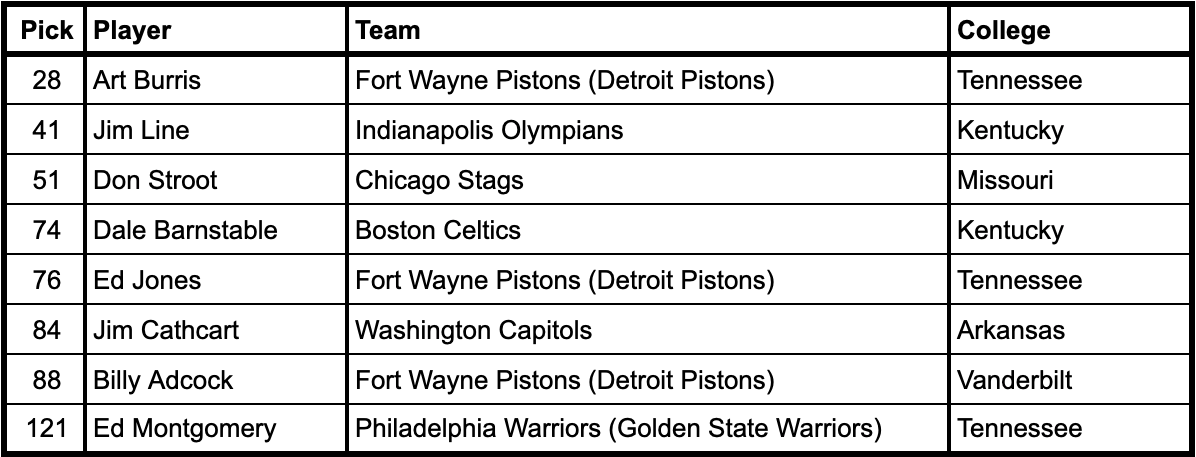 Pick Player Team College
28 Art Burris Fort Wayne Pistons (Detroit Pistons) Tennessee
41 Jim Line Indianapolis Olympians Kentucky
51 Don Stroot Chicago Stags Missouri
74 Dale Barnstable Boston Celtics Kentucky
76 Ed Jones Fort Wayne Pistons (Detroit Pistons) Tennessee
84 Jim Cathcart Washington Capitols Arkansas
88 Billy Adcock Fort Wayne Pistons (Detroit Pistons) Vanderbilt
121 Ed Montgomery Philadelphia Warriors (Golden State Warriors) Tennessee